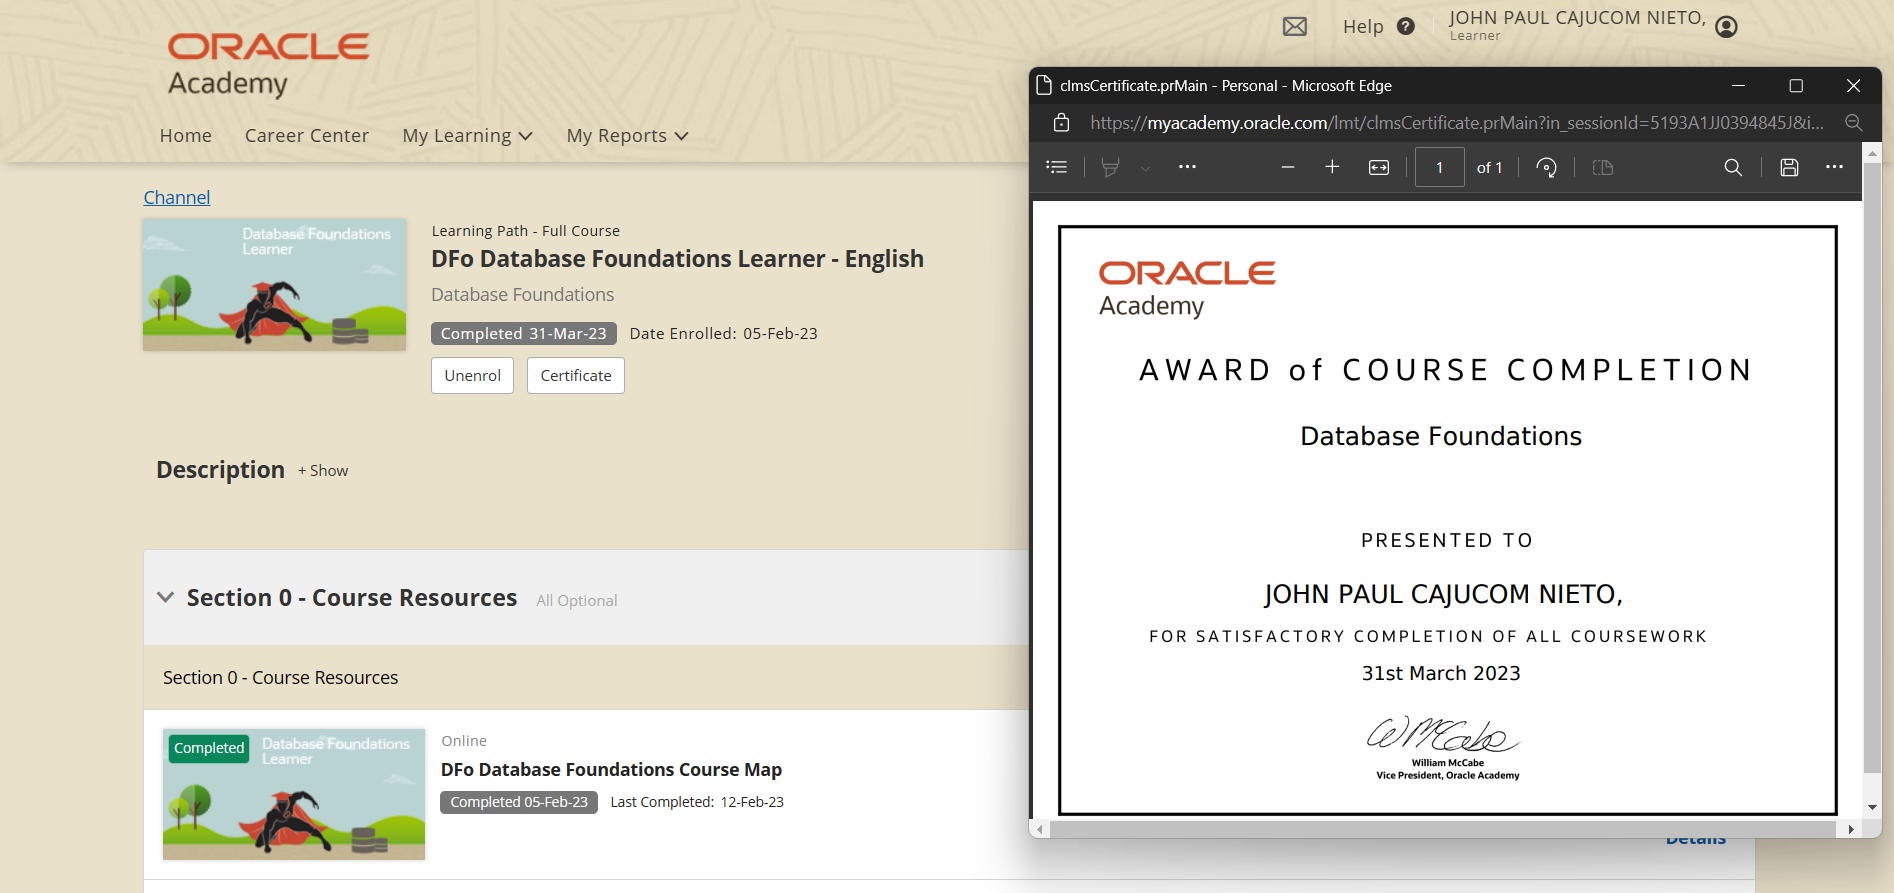 ORACLE
Academy
Help
JOHN PAUL CAJUCOM NIETO,
Learner
Home
Career Center
My Learning
My Reports
Channel
Database Foundations
Learner
Learning Path - Full Course
DFo Database Foundations Learner - English
Database Foundations
Completed 31-Mar-23
Date Enrolled: 05-Feb-23
Unenrol
Certificate
Description + Show
Section 0 - Course Resources All Optional
Section 0 - Course Resources
Completed
Database Foundations
Learner
Online
DFo Database Foundations Course Map
Completed 05-Feb-23
Last Completed: 12-Feb-23
Details
clmsCertificate.prMain - Personal - Microsoft Edge
https://myacademy.oracle.com/lmt/clmsCertificate.prMain?in_sessionId=5193A1JJ0394845J&i...
1 of 1
ORACLE
Academy
AWARD of COURSE COMPLETION
Database Foundations
PRESENTED TO
JOHN PAUL CAJUCOM NIETO,
FOR SATISFACTORY COMPLETION OF ALL COURSEWORK
31st March 2023
W McCabe
William McCabe
Vice President, Oracle Academy